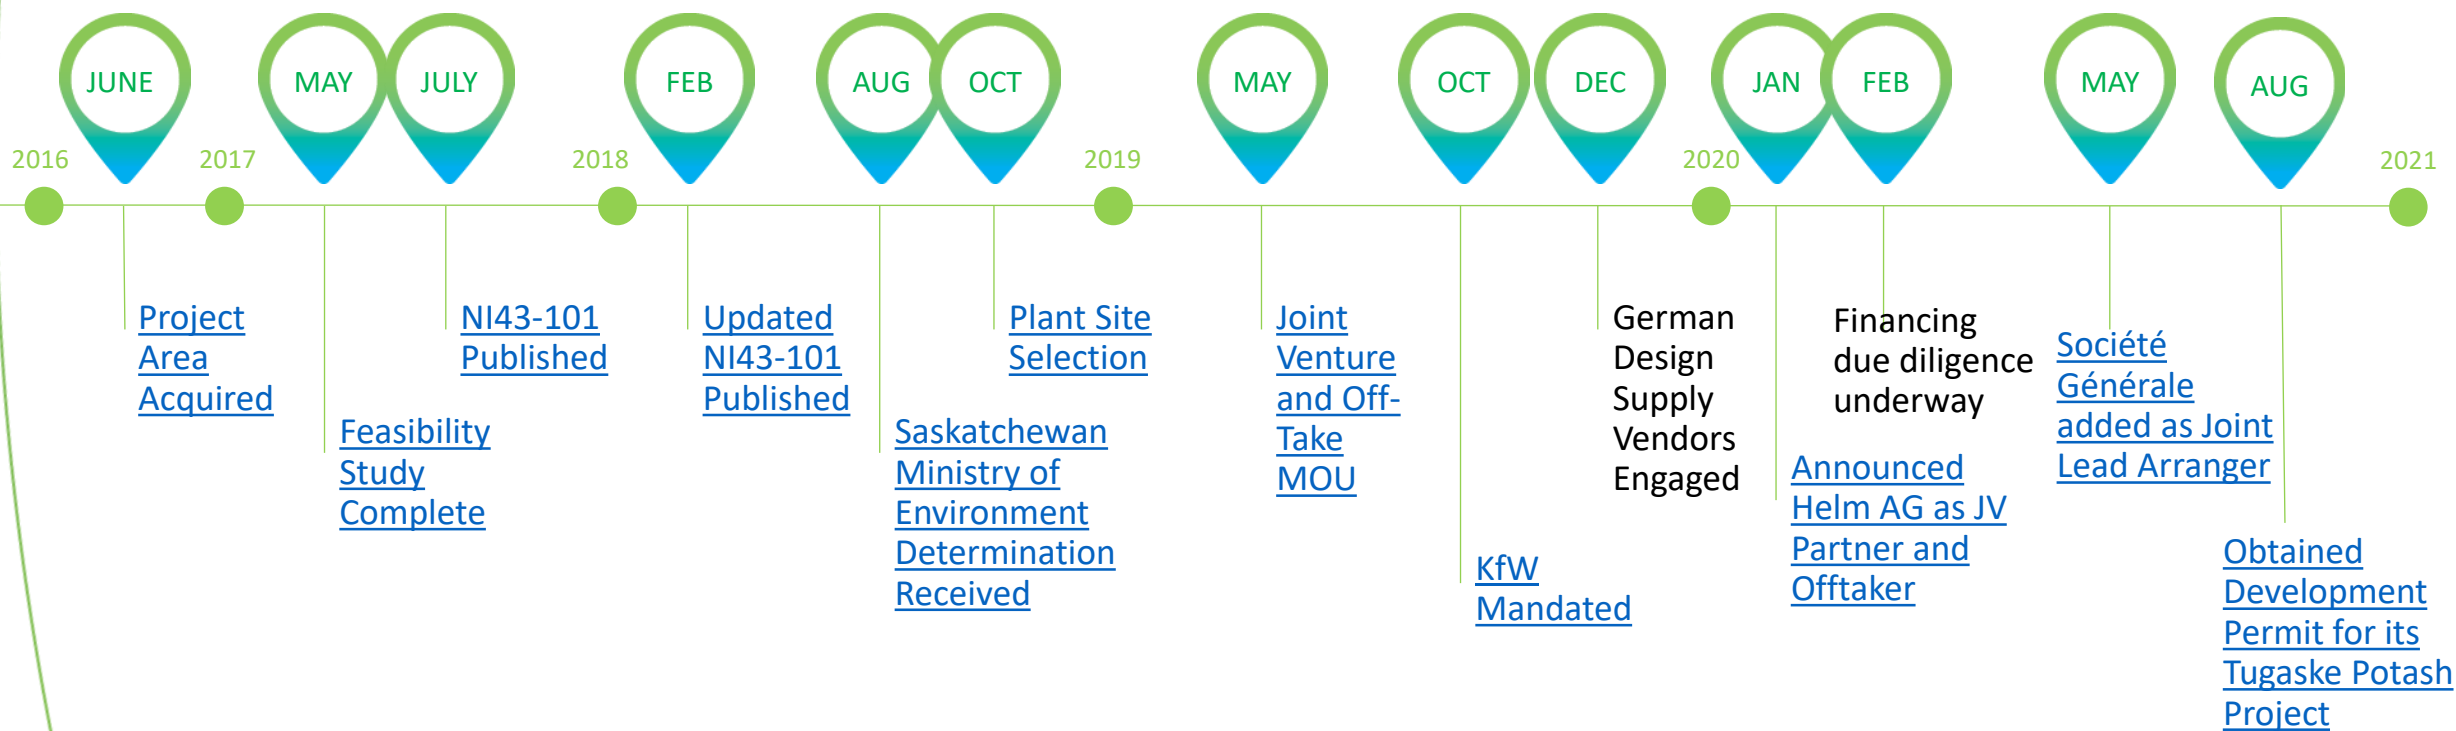 JUNE
MAY
JULY
FEB
AUG
OCT
MAY
OCT
DEC
JAN
FEB
MAY
AUG
2016
2017
2018
2019
2020
2021
Project
Area
Acquired
Feasibility
Study
Complete
NI43-101
Published
Updated
NI43-101
Published
Saskatchewan
Ministry of
Environment
Determination
Received
Plant Site
Selection
Joint
Venture
and Off-
Take
MOU
KfW
Mandated
German
Design
Supply
Vendors
Engaged
Announced
Helm AG as JV
Partner and
Offtaker
Financing
due diligence
underway
Société
Générale
added as Joint
Lead Arranger
Obtained
Development
Permit for its
Tugaske Potash
Project